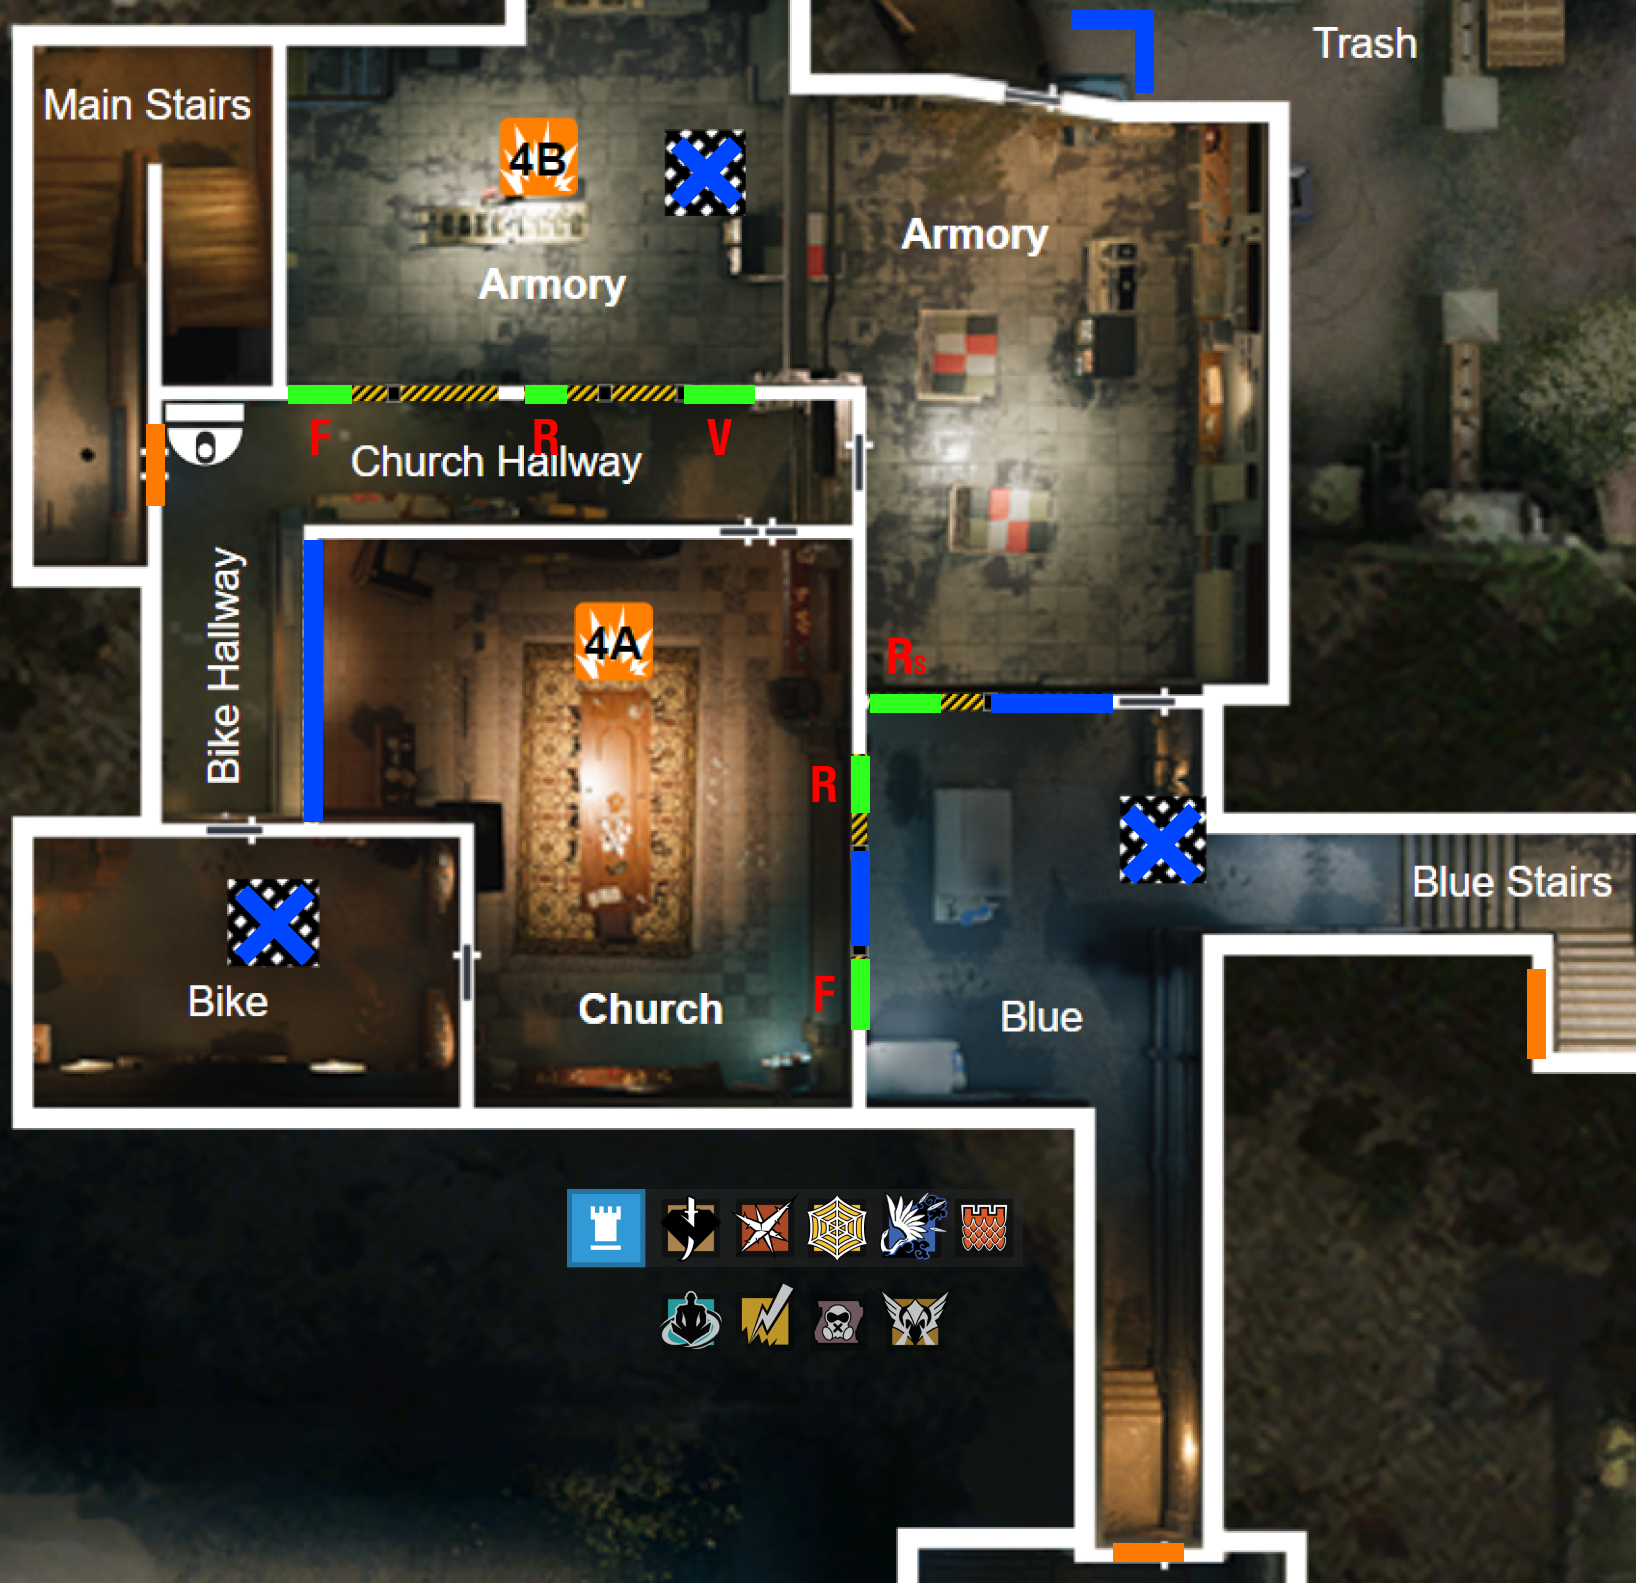 Trash
Main Stairs
4B
Armory
Armory
F
R
V
Church Hallway
Bike Hallway
4A
Rs
R
Blue Stairs
F
Bike
Church
Blue